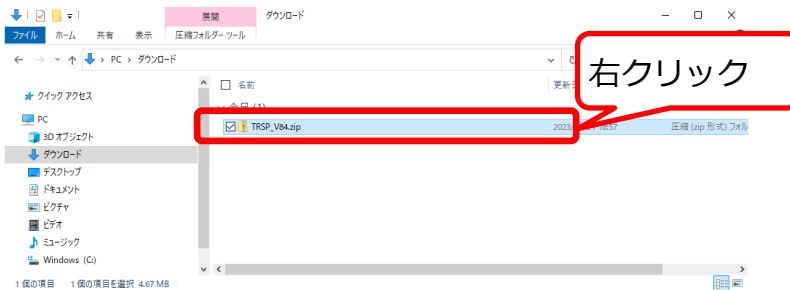 展開
ダウンロード
ファイル ホーム 共有 表示 圧縮フォルダー ツール
PC › ダウンロード
右クリック
名前
クイック アクセス
今日 (1)
PC
TRSP_V84.zip
圧縮 (zip 形式) フォル
3D オブジェクト
ダウンロード
デスクトップ
ドキュメント
ピクチャ
ビデオ
ミュージック
Windows (C:)
1 個の項目 1 個の項目を選択 4.67 MB